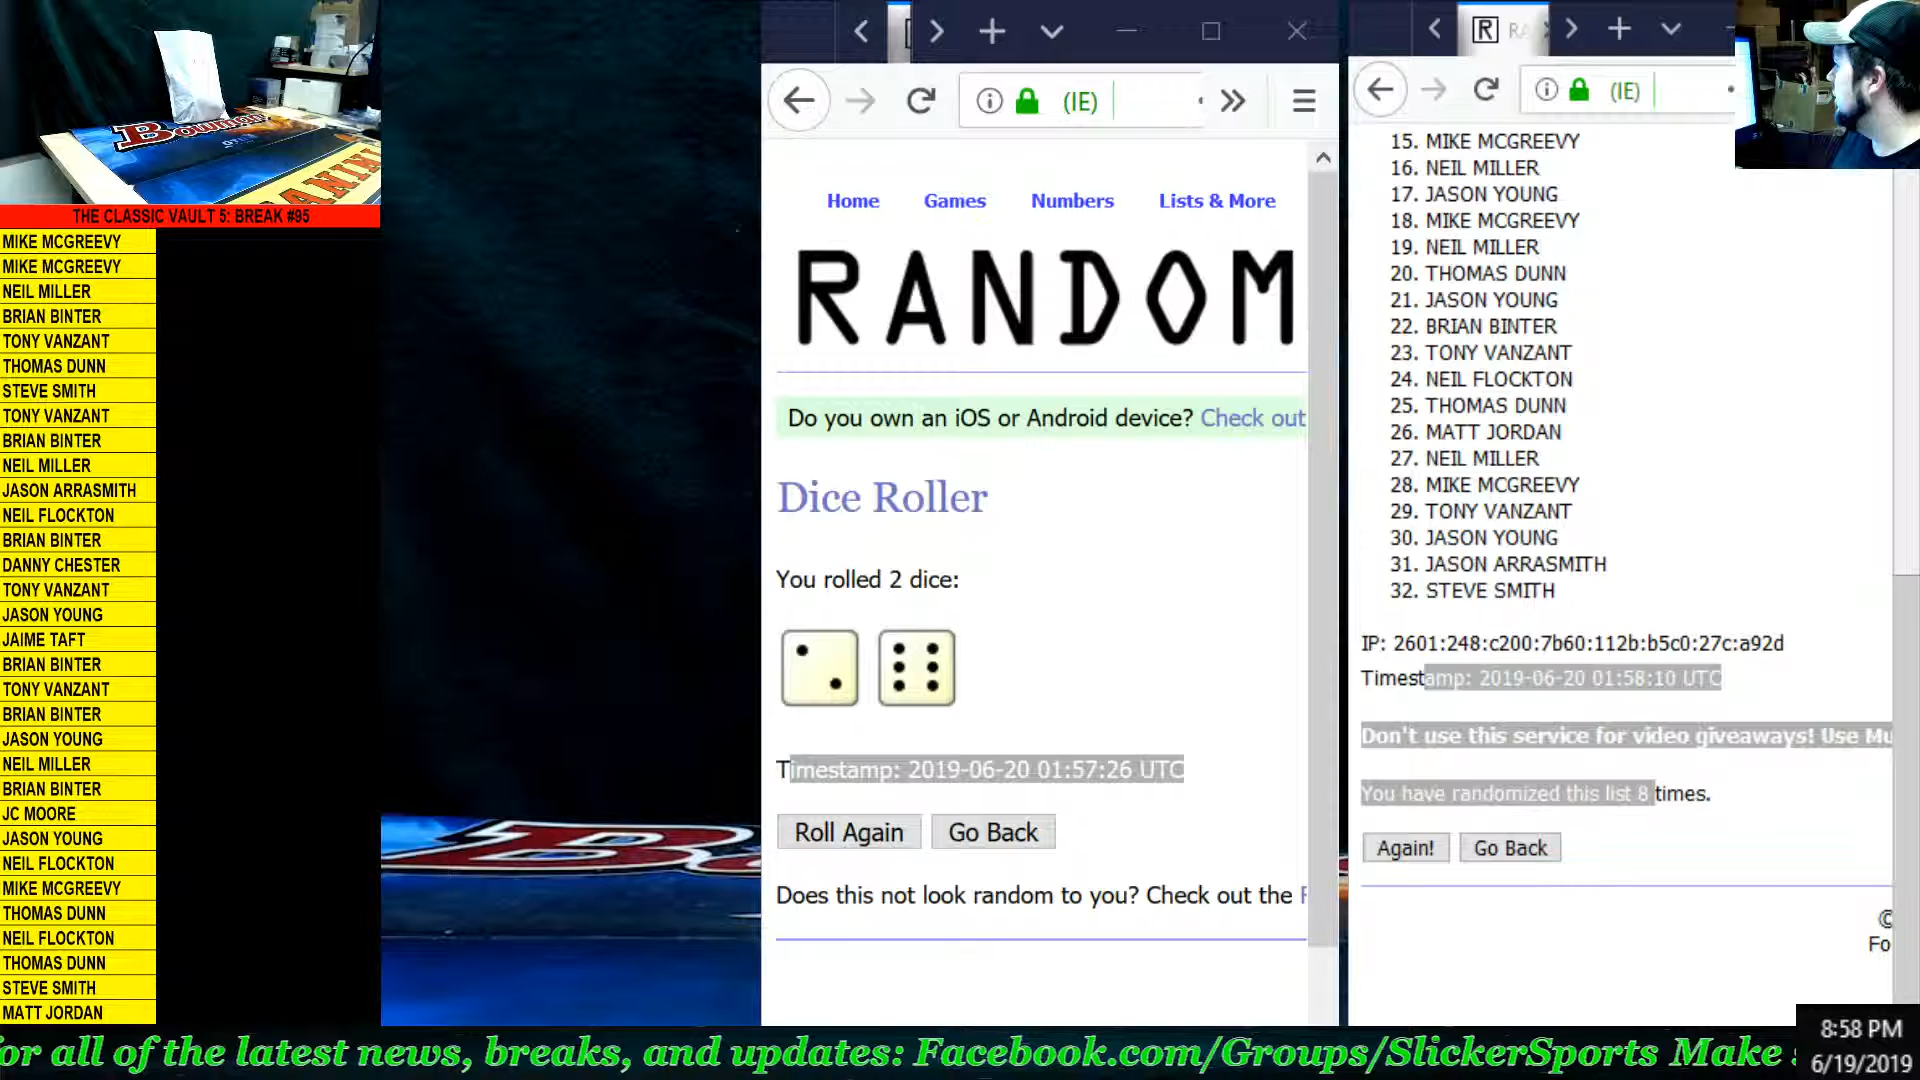 Bowman
PANINI
THE CLASSIC VAULT 5: BREAK #95
MIKE MCGREEVY
MIKE MCGREEVY
NEIL MILLER
BRIAN BINTER
TONY VANZANT
THOMAS DUNN
STEVE SMITH
TONY VANZANT
BRIAN BINTER
NEIL MILLER
JASON ARRASMITH
NEIL FLOCKTON
BRIAN BINTER
DANNY CHESTER
TONY VANZANT
JASON YOUNG
JAIME TAFT
BRIAN BINTER
TONY VANZANT
BRIAN BINTER
JASON YOUNG
NEIL MILLER
BRIAN BINTER
JC MOORE
JASON YOUNG
NEIL FLOCKTON
MIKE MCGREEVY
THOMAS DUNN
NEIL FLOCKTON
THOMAS DUNN
STEVE SMITH
MATT JORDAN
(IE)
Home Games Numbers Lists & More
RANDOM
Do you own an iOS or Android device? Check out
Dice Roller
You rolled 2 dice:
Timestamp: 2019-06-20 01:57:26 UTC
Roll Again Go Back
Does this not look random to you? Check out the
R RA
(IE)
15. MIKE MCGREEVY
16. NEIL MILLER
17. JASON YOUNG
18. MIKE MCGREEVY
19. NEIL MILLER
20. THOMAS DUNN
21. JASON YOUNG
22. BRIAN BINTER
23. TONY VANZANT
24. NEIL FLOCKTON
25. THOMAS DUNN
26. MATT JORDAN
27. NEIL MILLER
28. MIKE MCGREEVY
29. TONY VANZANT
30. JASON YOUNG
31. JASON ARRASMITH
32. STEVE SMITH
IP: 2601:248:c200:7b60:112b:b5c0:27c:a92d
Timestamp: 2019-06-20 01:58:10 UTC
Don't use this service for video giveaways! Use Mu
You have randomized this list 8 times.
Again! Go Back
©
Fo
or all of the latest news, breaks, and updates: Facebook.com/Groups/SlickerSports Make
8:58 PM
6/19/2019